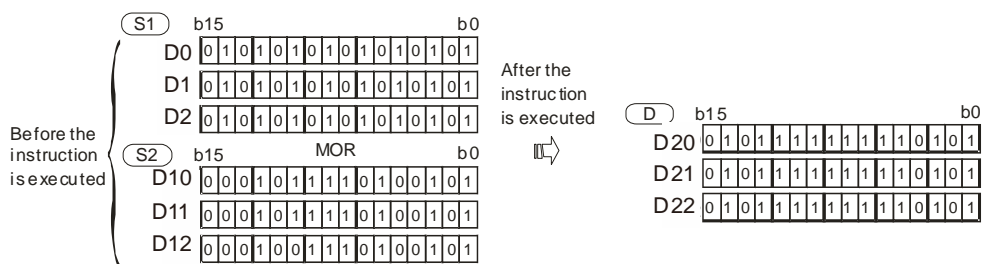 S1 b15 b0
D0 0 1 0 1 0 1 0 1 0 1 0 1 0 1 0 1
D1 0 1 0 1 0 1 0 1 0 1 0 1 0 1 0 1
D2 0 1 0 1 0 1 0 1 0 1 0 1 0 1 0 1
Before the
instruction
is executed
S2 b15 MOR b0
D10 0 0 0 1 0 1 1 1 1 0 1 0 0 1 0 1
D11 0 0 0 1 0 1 1 1 1 0 1 0 0 1 0 1
D12 0 0 0 1 0 0 1 1 1 0 1 0 0 1 0 1
After the
instruction
is executed
D b15 b0
D20 0 1 0 1 1 1 1 1 1 1 1 1 0 1 0 1
D21 0 1 0 1 1 1 1 1 1 1 1 1 0 1 0 1
D22 0 1 0 1 1 1 1 1 1 1 1 1 0 1 0 1